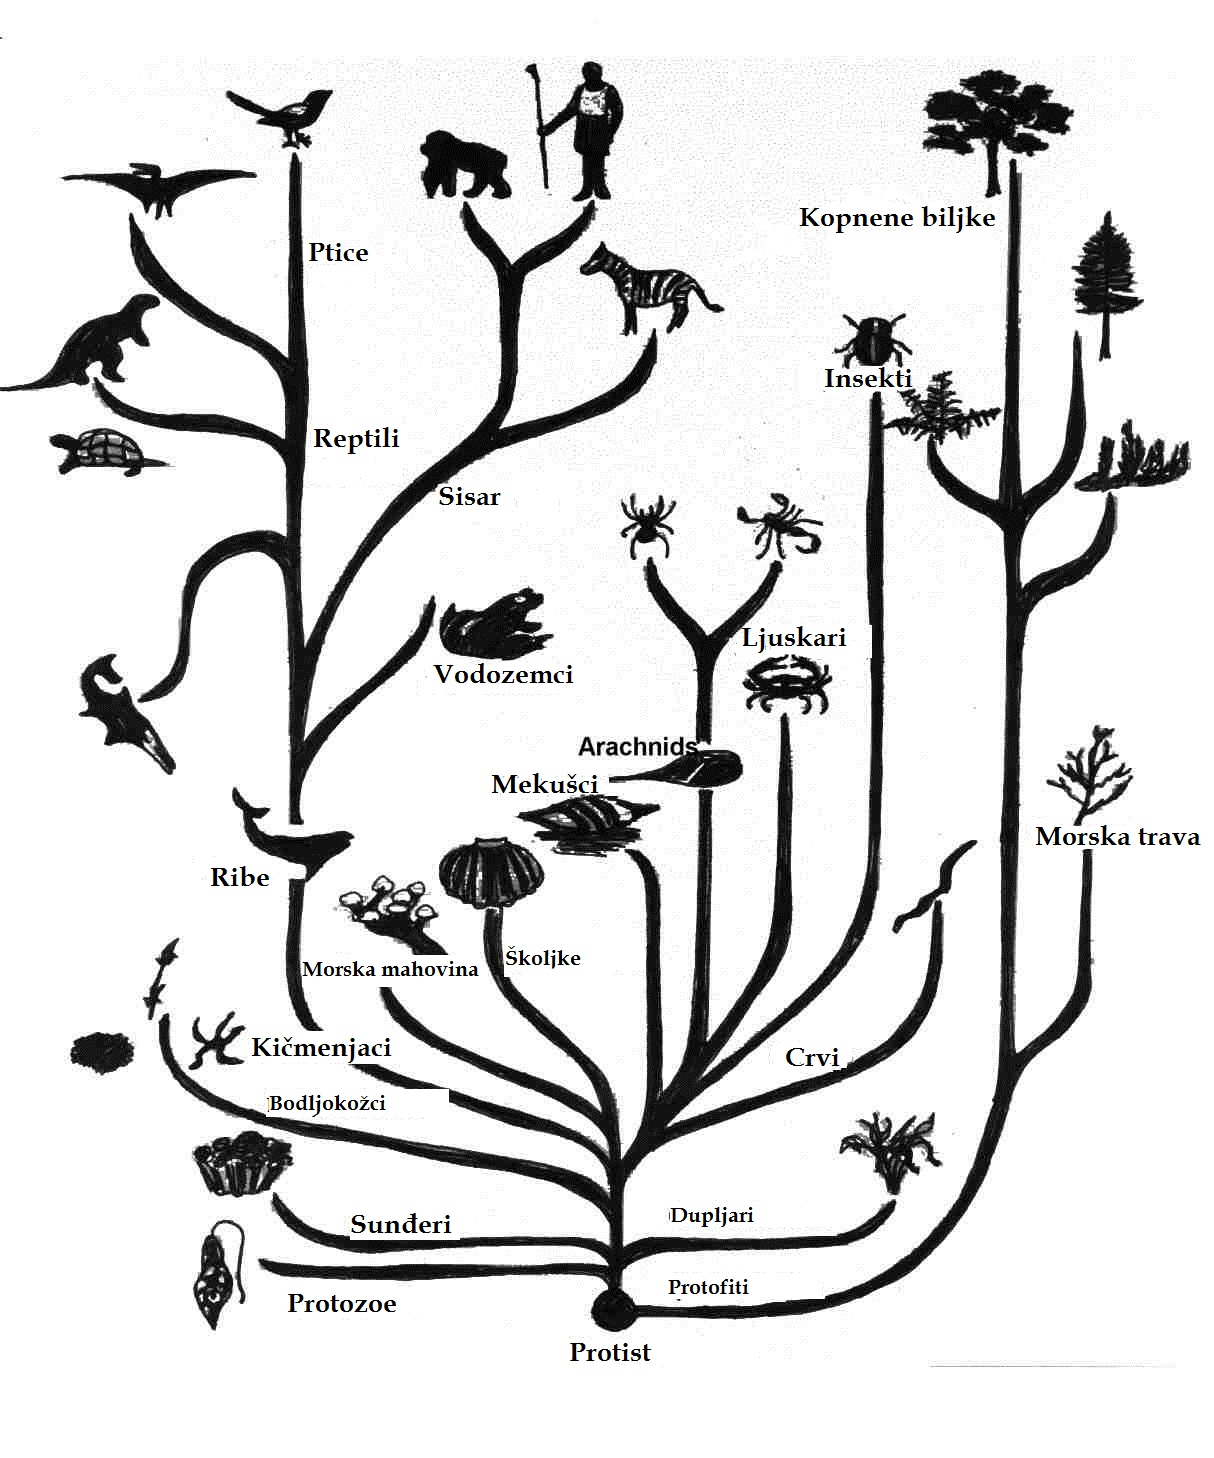 Ptice
Kopnene biljke
Insekti
Reptili
Sisar
Ljuskari
Vodozemci
Arachnids
Mekušci
Morska trava
Ribe
Školjke
Morska mahovina
Kičmenjaci
Crvi
Bodljokožci
Sunđeri
Dupljari
Protozoe
Protofiti
Protist